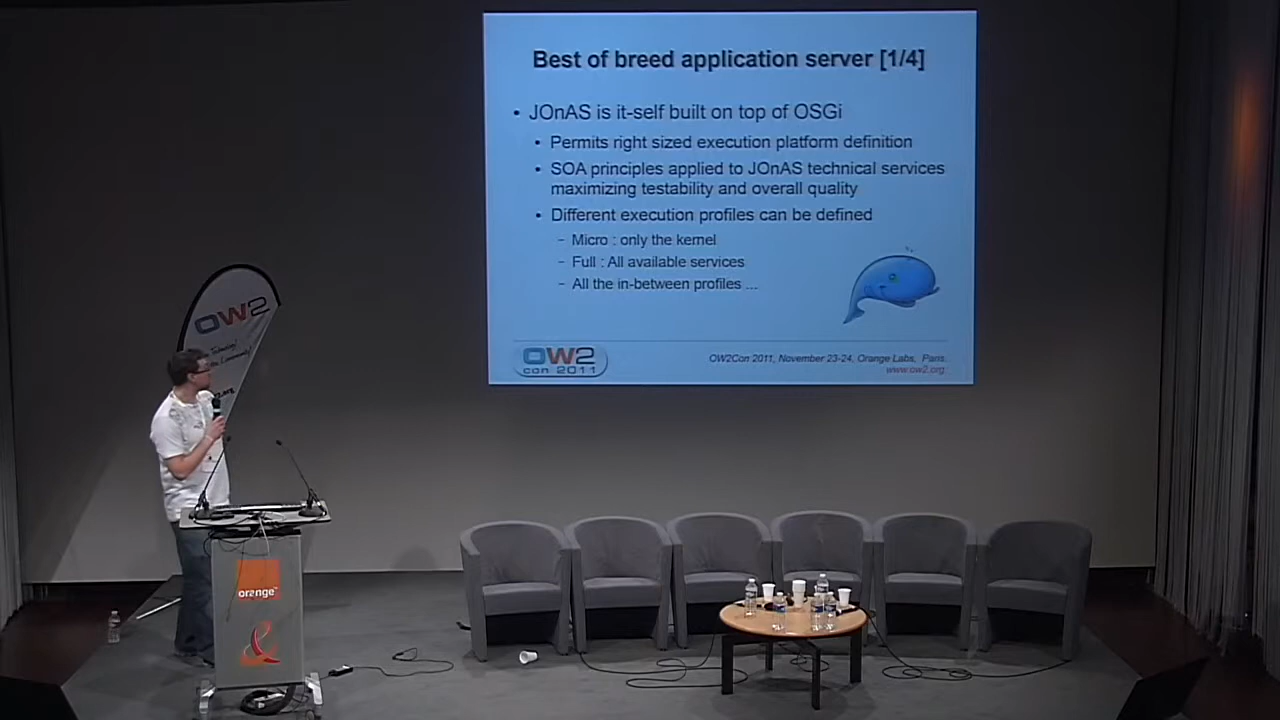 Best of breed application server [1/4]
• JOnAS is it-self built on top of OSGi
• Permits right sized execution platform definition
• SOA principles applied to JOnAS technical services
maximizing testability and overall quality
• Different execution profiles can be defined
– Micro : only the kernel
– Full : All available services
– All the in-between profiles ...
OW2
con 2011
OW2Con 2011, November 23-24, Orange Labs, Paris.
www.ow2.org.
OW2
Technology!
orange™